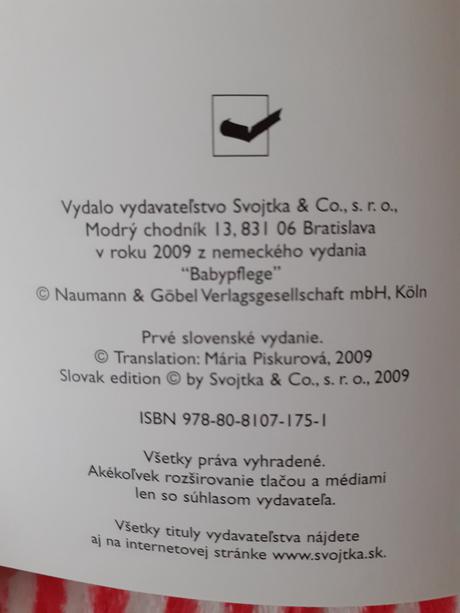 Vydalo vydavateľstvo Svojtka & Co., s. r. o.,
Modrý chodník 13, 831 06 Bratislava
v roku 2009 z nemeckého vydania
“Babypflege”
© Naumann & Göbel Verlagsgesellschaft mbH, Köln
Prvé slovenské vydanie.
© Translation: Mária Piskurová, 2009
Slovak edition © by Svojtka & Co., s. r. o., 2009
ISBN 978-80-8107-175-1
Všetky práva vyhradené.
Akékoľvek rozširovanie tlačou a médiami
len so súhlasom vydavateľa.
Všetky tituly vydavateľstva nájdete
aj na internetovej stránke www.svojtka.sk.